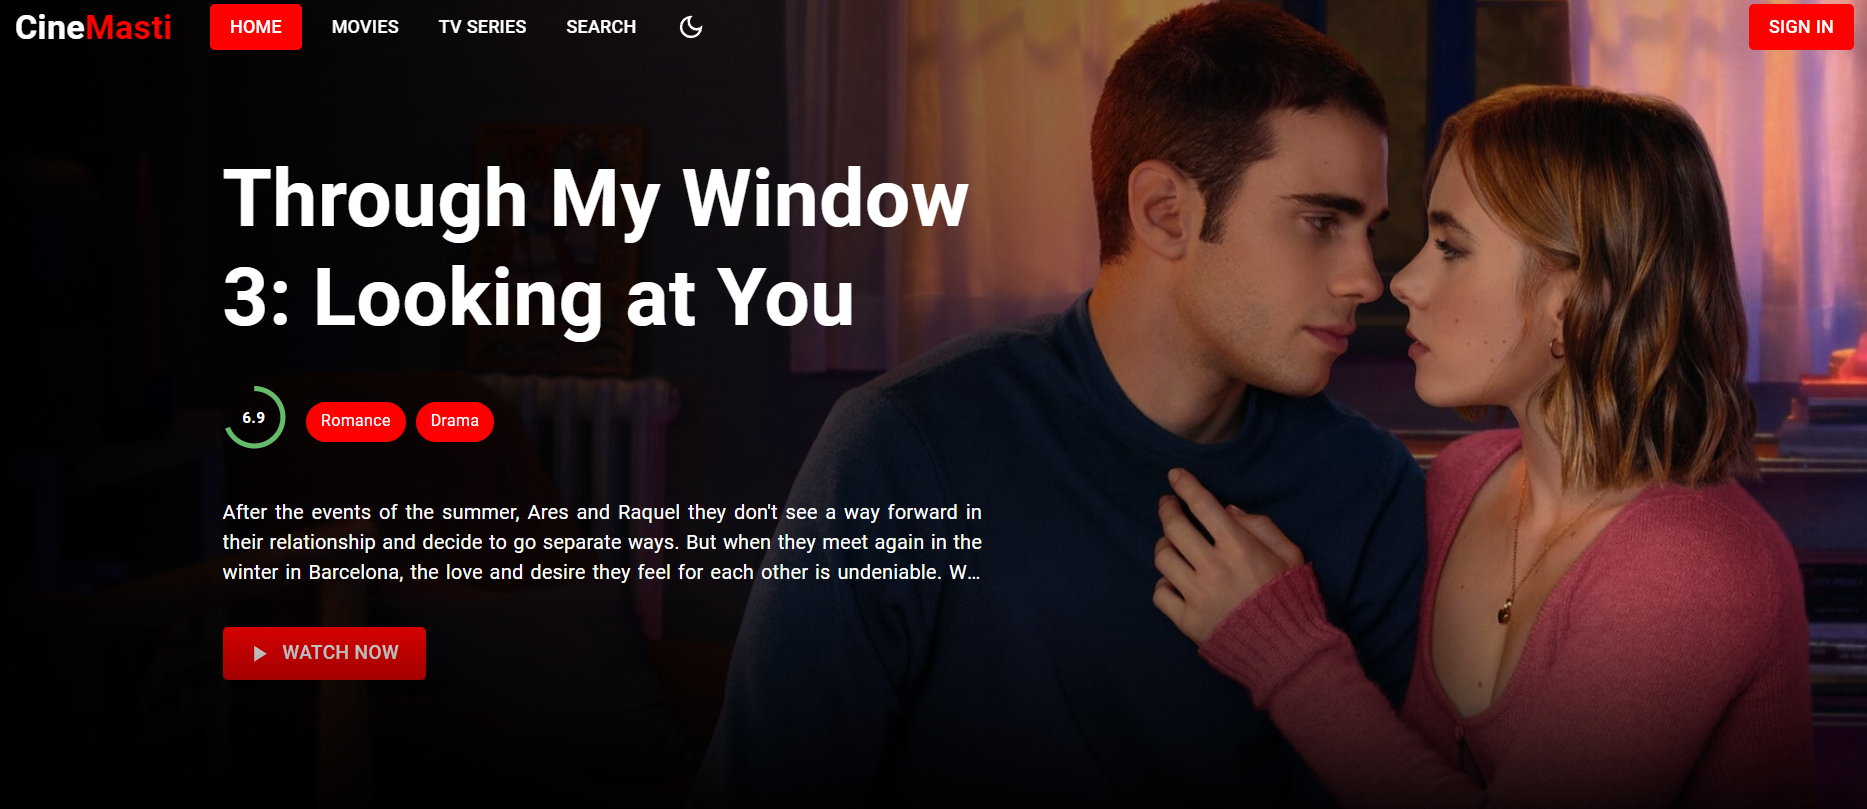 CineMasti HOME MOVIES TV SERIES SEARCH SIGN IN
Through My Window
3: Looking at You
6.9 Romance Drama
After the events of the summer, Ares and Raquel they don't see a way forward in
their relationship and decide to go separate ways. But when they meet again in the
winter in Barcelona, the love and desire they feel for each other is undeniable. W...
WATCH NOW